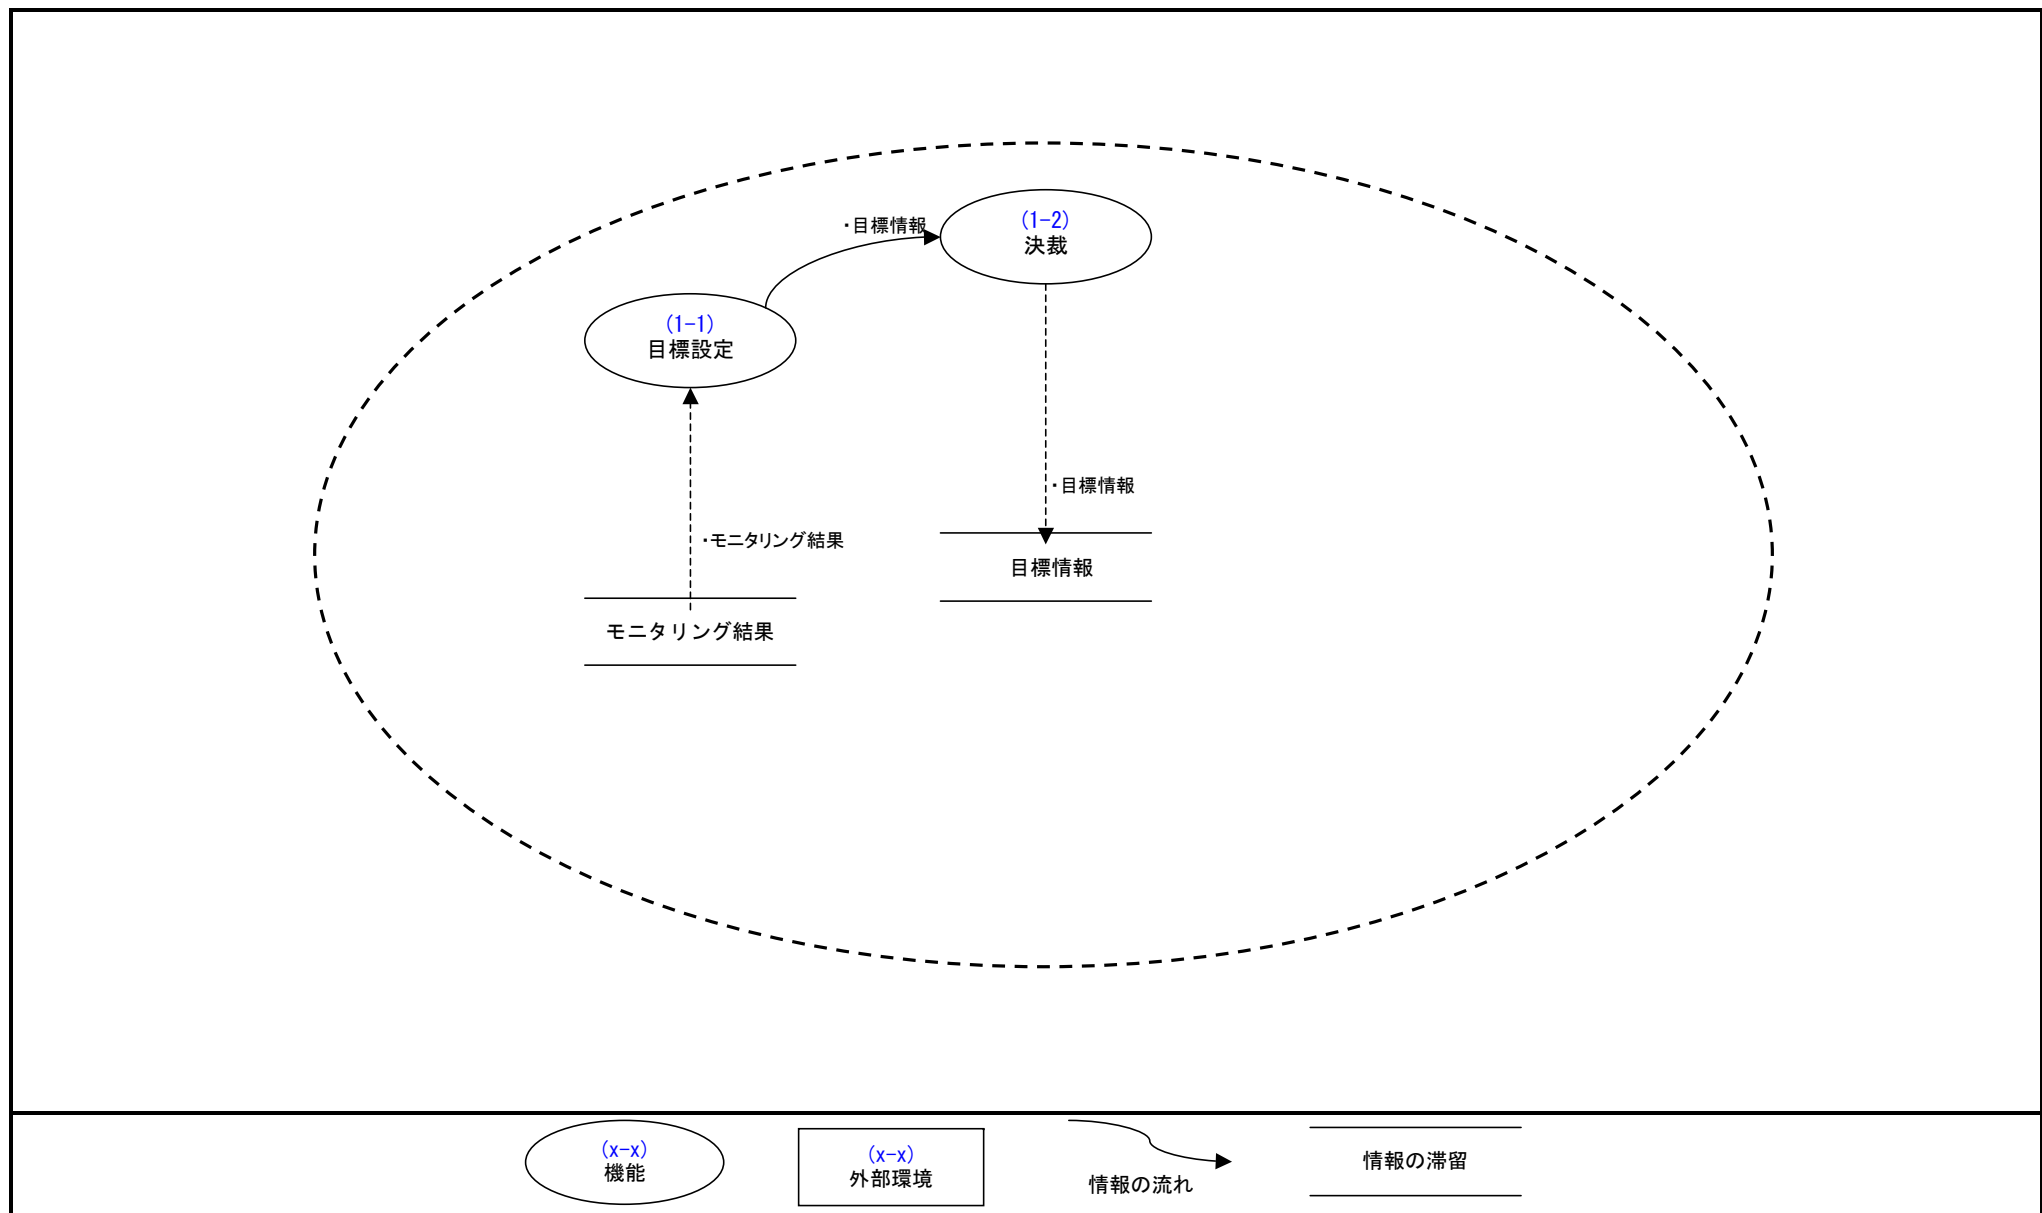 ・目標情報
(1-2)
決裁
(1-1)
目標設定
・目標情報
・モニタリング結果
目標情報
モニタリング結果
(x-x)
機能
(x-x)
外部環境
情報の流れ
情報の滞留